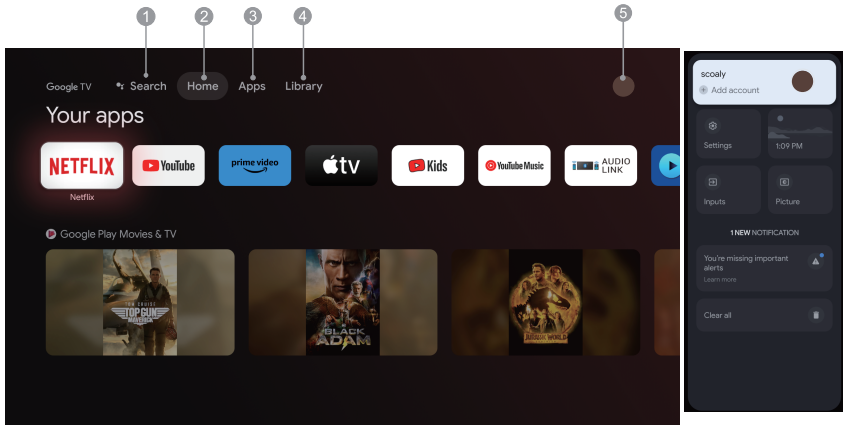 1 2 3 4 5
Google TV Search Home Apps Library
Your apps
NETFLIX YouTube prime video tv Kids YouTube Music AUDIO LINK
Netflix
Google Play Movies & TV
TOM CRUISE
TOP GUN
MAVERICK
BLACK
ADAM
JURASSIC WORLD
scoaly
Add account
Settings 1:09 PM
Inputs Picture
1 NEW NOTIFICATION
You're missing important
alerts
Learn more
Clear all